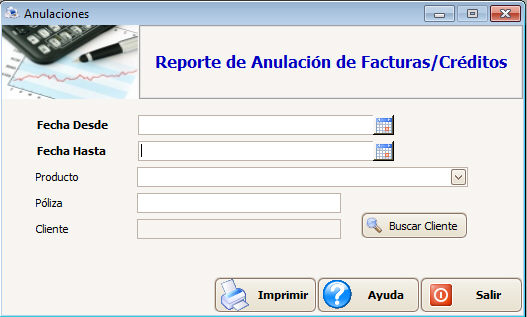 Anulaciones
Reporte de Anulación de Facturas/Créditos
Fecha Desde
Fecha Hasta
Producto
Póliza
Cliente
Buscar Cliente
Imprimir
Ayuda
Salir